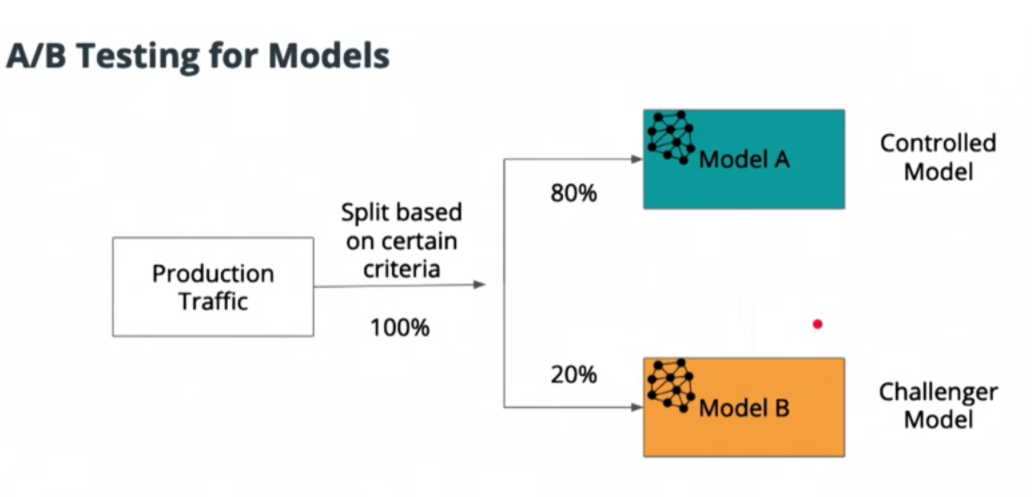 A/B Testing for Models
Production
Traffic
Split based
on certain
criteria
100%
80%
Model A
Controlled
Model
20%
Model B
Challenger
Model